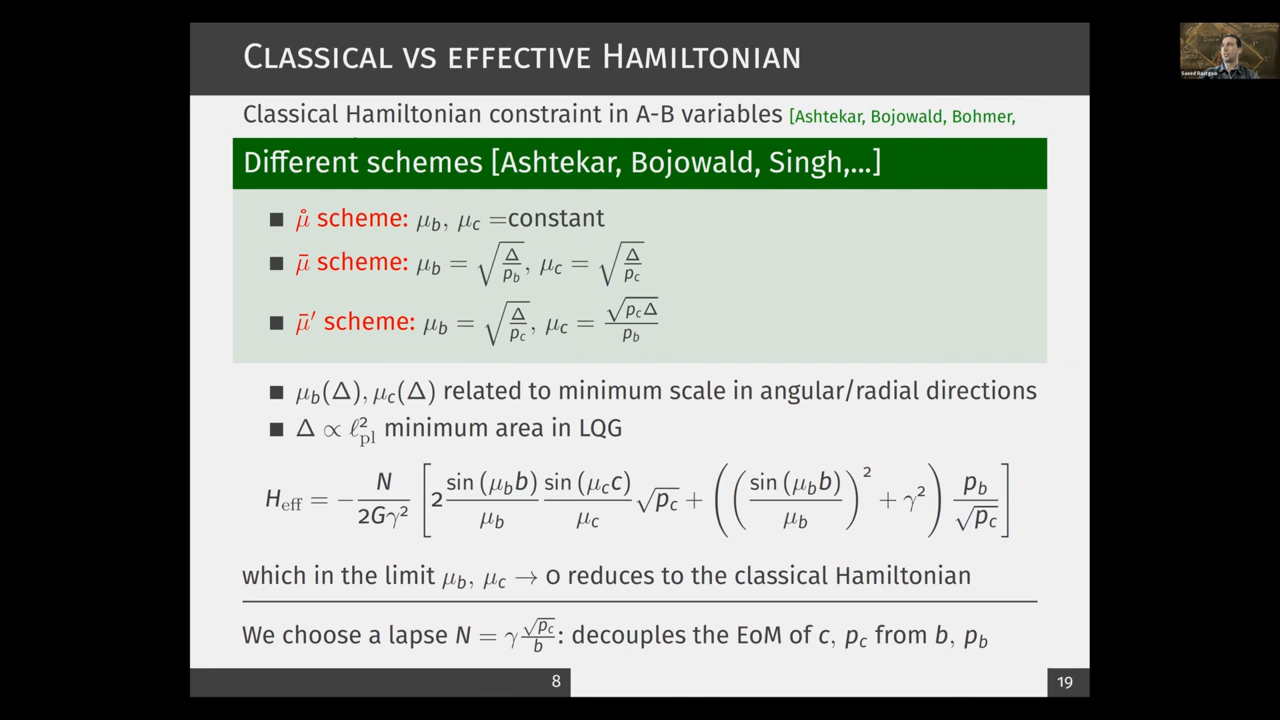 CLASSICAL VS EFFECTIVE HAMILTONIAN
Saeed Rastgoo
Classical Hamiltonian constraint in A-B variables [Ashtekar, Bojowald, Bohmer,
Different schemes [Ashtekar, Bojowald, Singh,...]
■ μ̊ scheme: μ_b, μ_c =constant
■ μ̄ scheme: μ_b = √(Δ/p_b), μ_c = √(Δ/p_c)
■ μ̄′ scheme: μ_b = √(Δ/p_c), μ_c = √(p_cΔ)/p_b
■ μ_b(Δ), μ_c(Δ) related to minimum scale in angular/radial directions
■ Δ ∝ ℓ²_pl minimum area in LQG
H_eff = −N/(2Gγ²) [2 sin(μ_b b)/μ_b sin(μ_c c)/μ_c √p_c + ((sin(μ_b b)/μ_b)² + γ²) p_b/√p_c]
which in the limit μ_b, μ_c → 0 reduces to the classical Hamiltonian
We choose a lapse N = γ √p_c/b: decouples the EoM of c, p_c from b, p_b
8
19